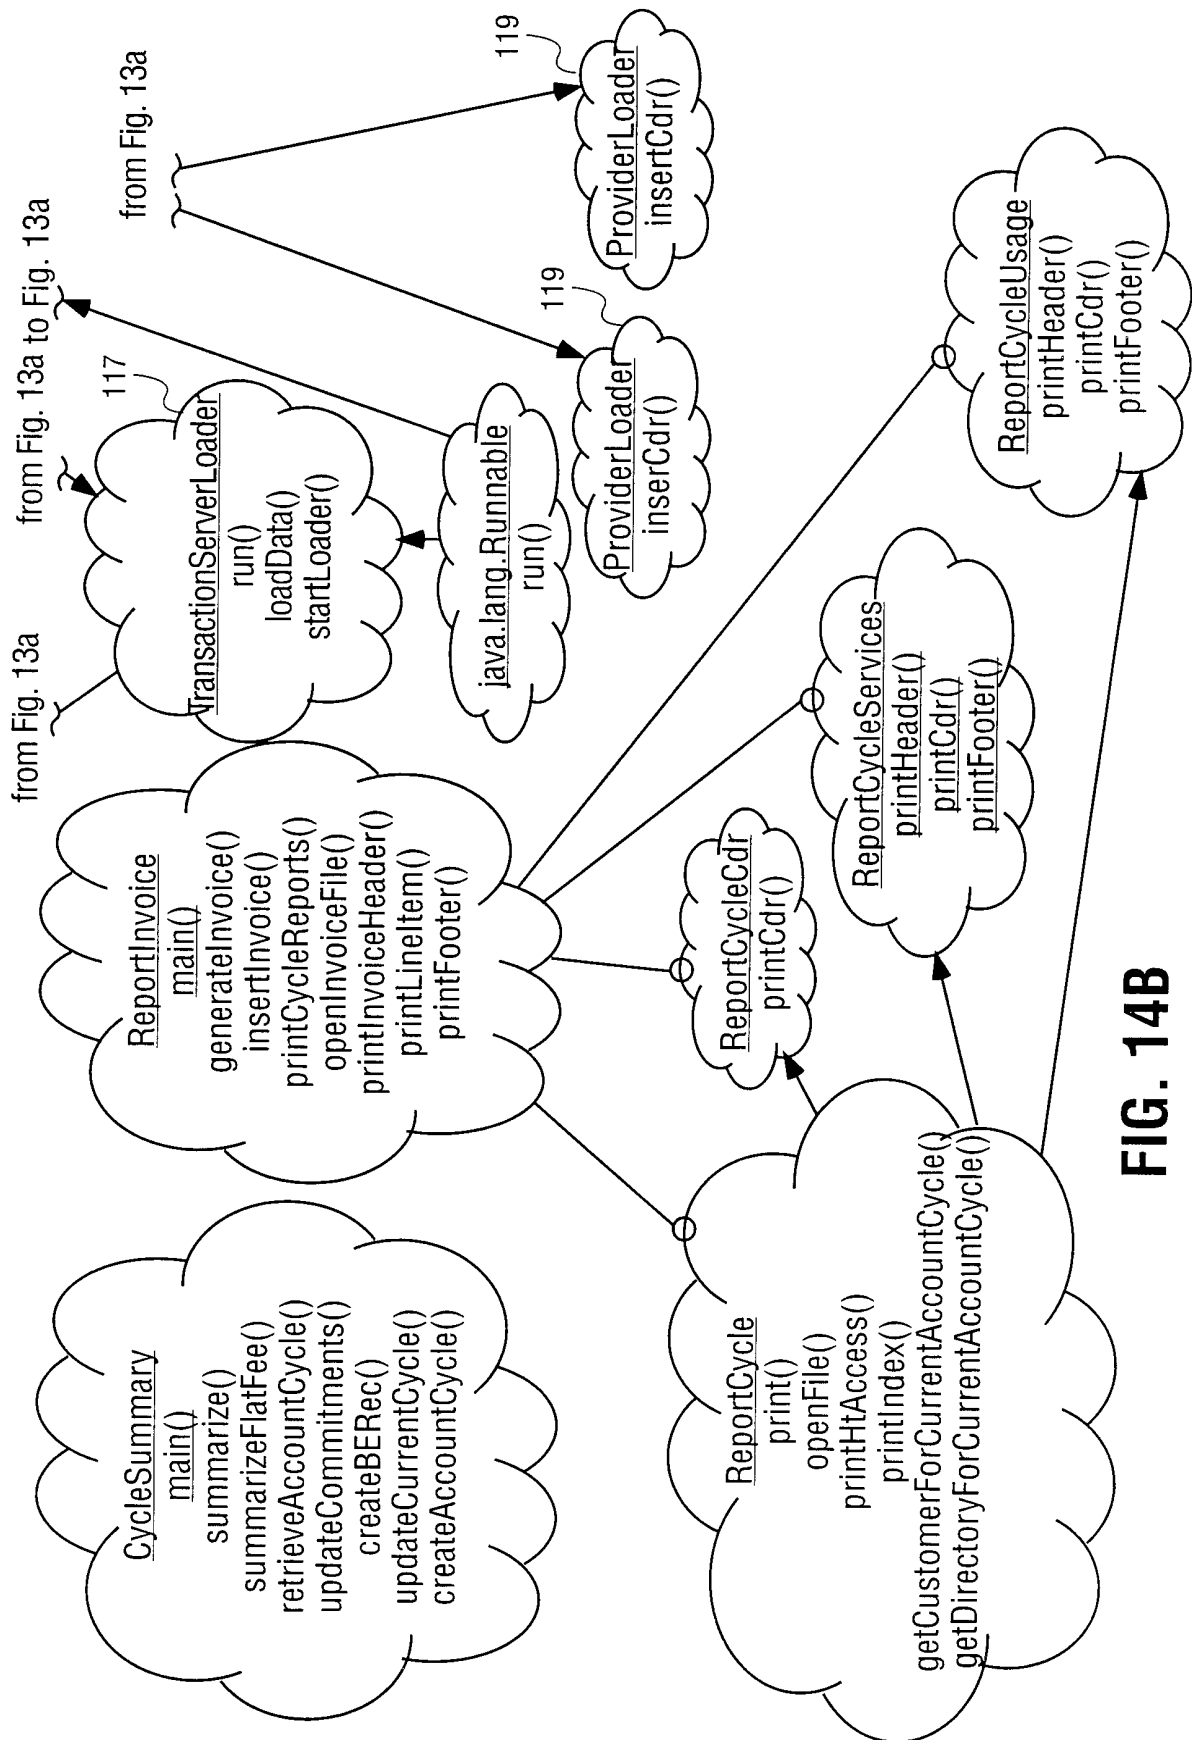 from Fig. 13a
from Fig. 13a to Fig. 13a
from Fig. 13a
CycleSummary
main()
summarize()
summarizeFlatFee()
retrieveAccountCycle()
updateCommitments()
createBERec()
updateCurrentCycle()
createAccountCycle()
ReportInvoice
main()
generateInvoice()
insertInvoice()
printCycleReports()
openInvoiceFile()
printInvoiceHeader()
printLineItem()
printFooter()
117
TransactionServerLoader
run()
loadData()
startLoader()
java.lang.Runnable
run()
119
ProviderLoader
inserCdr()
119
ProviderLoader
insertCdr()
ReportCycle
print()
openFile()
printHtAccess()
printIndex()
getCustomerForCurrentAccountCycle()
getDirectoryForCurrentAccountCycle()
ReportCycleCdr
printCdr()
ReportCycleServices
printHeader()
printCdr()
printFooter()
ReportCycleUsage
printHeader()
printCdr()
printFooter()
FIG. 14B